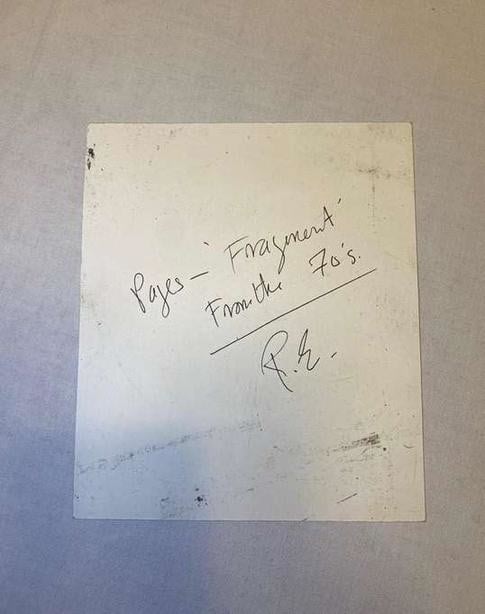 Pages – 'Fragment'
From the 70's.
P.E.